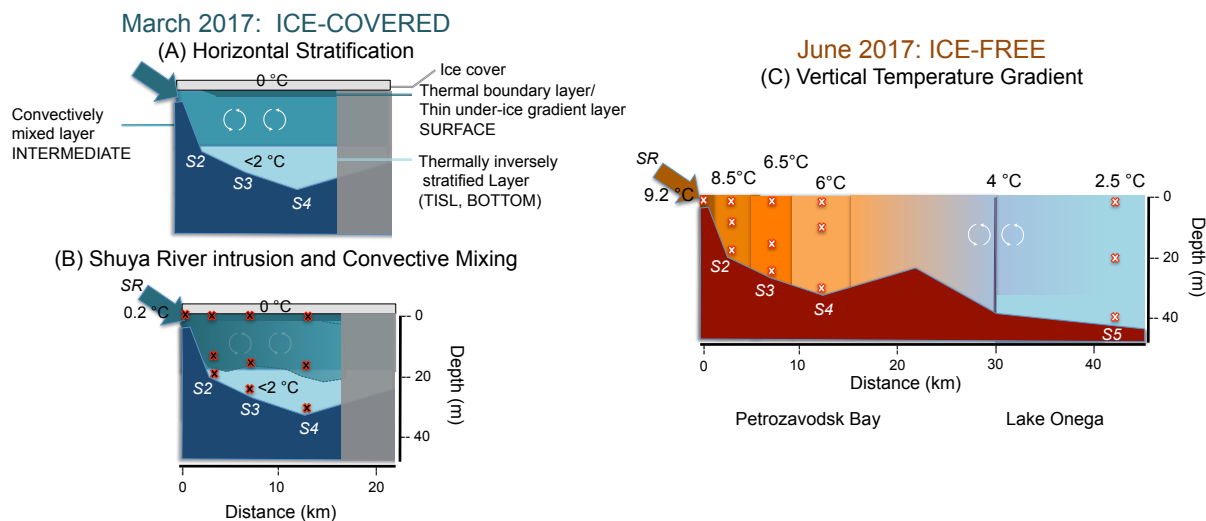 March 2017:  ICE-COVERED
(A) Horizontal Stratification
0 °C
Ice cover
Thermal boundary layer/
Thin under-ice gradient layer
SURFACE
Convectively
mixed layer
INTERMEDIATE
S2
<2 °C
S3
S4
Thermally inversely
stratified Layer
(TISL, BOTTOM)
(B) Shuya River intrusion and Convective Mixing
SR
0.2 °C
0 °C
S2
<2 °C
S3
S4
0
20
40
Depth (m)
0
10
20
Distance (km)
June 2017: ICE-FREE
(C) Vertical Temperature Gradient
SR
9.2 °C
8.5°C
6.5°C
6°C
4 °C
2.5 °C
S2
S3
S4
S5
0
20
40
Depth (m)
0
10
20
30
40
Distance (km)
Petrozavodsk Bay
Lake Onega